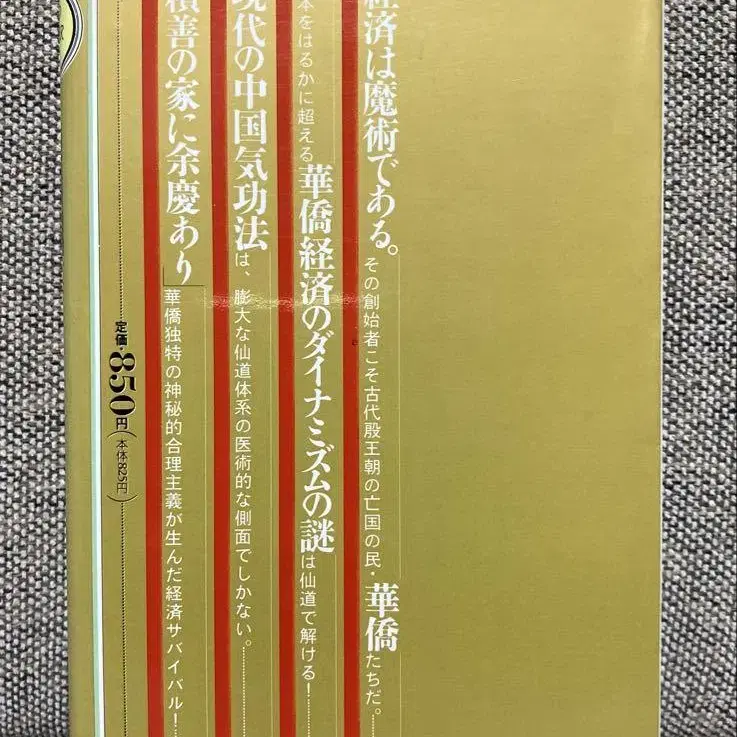 経済は魔術である。その創始者こそ古代殷王朝の亡国の民・華僑たちだ。
本をはるかに超える華僑経済のダイナミズムの謎は仙道で解ける!
現代の中国気功法は、膨大な仙道体系の医術的な側面でしかない。
積善の家に余慶あり」華僑独特の神秘的合理主義が生んだ経済サバイバル!
定価・850円(本体825円)